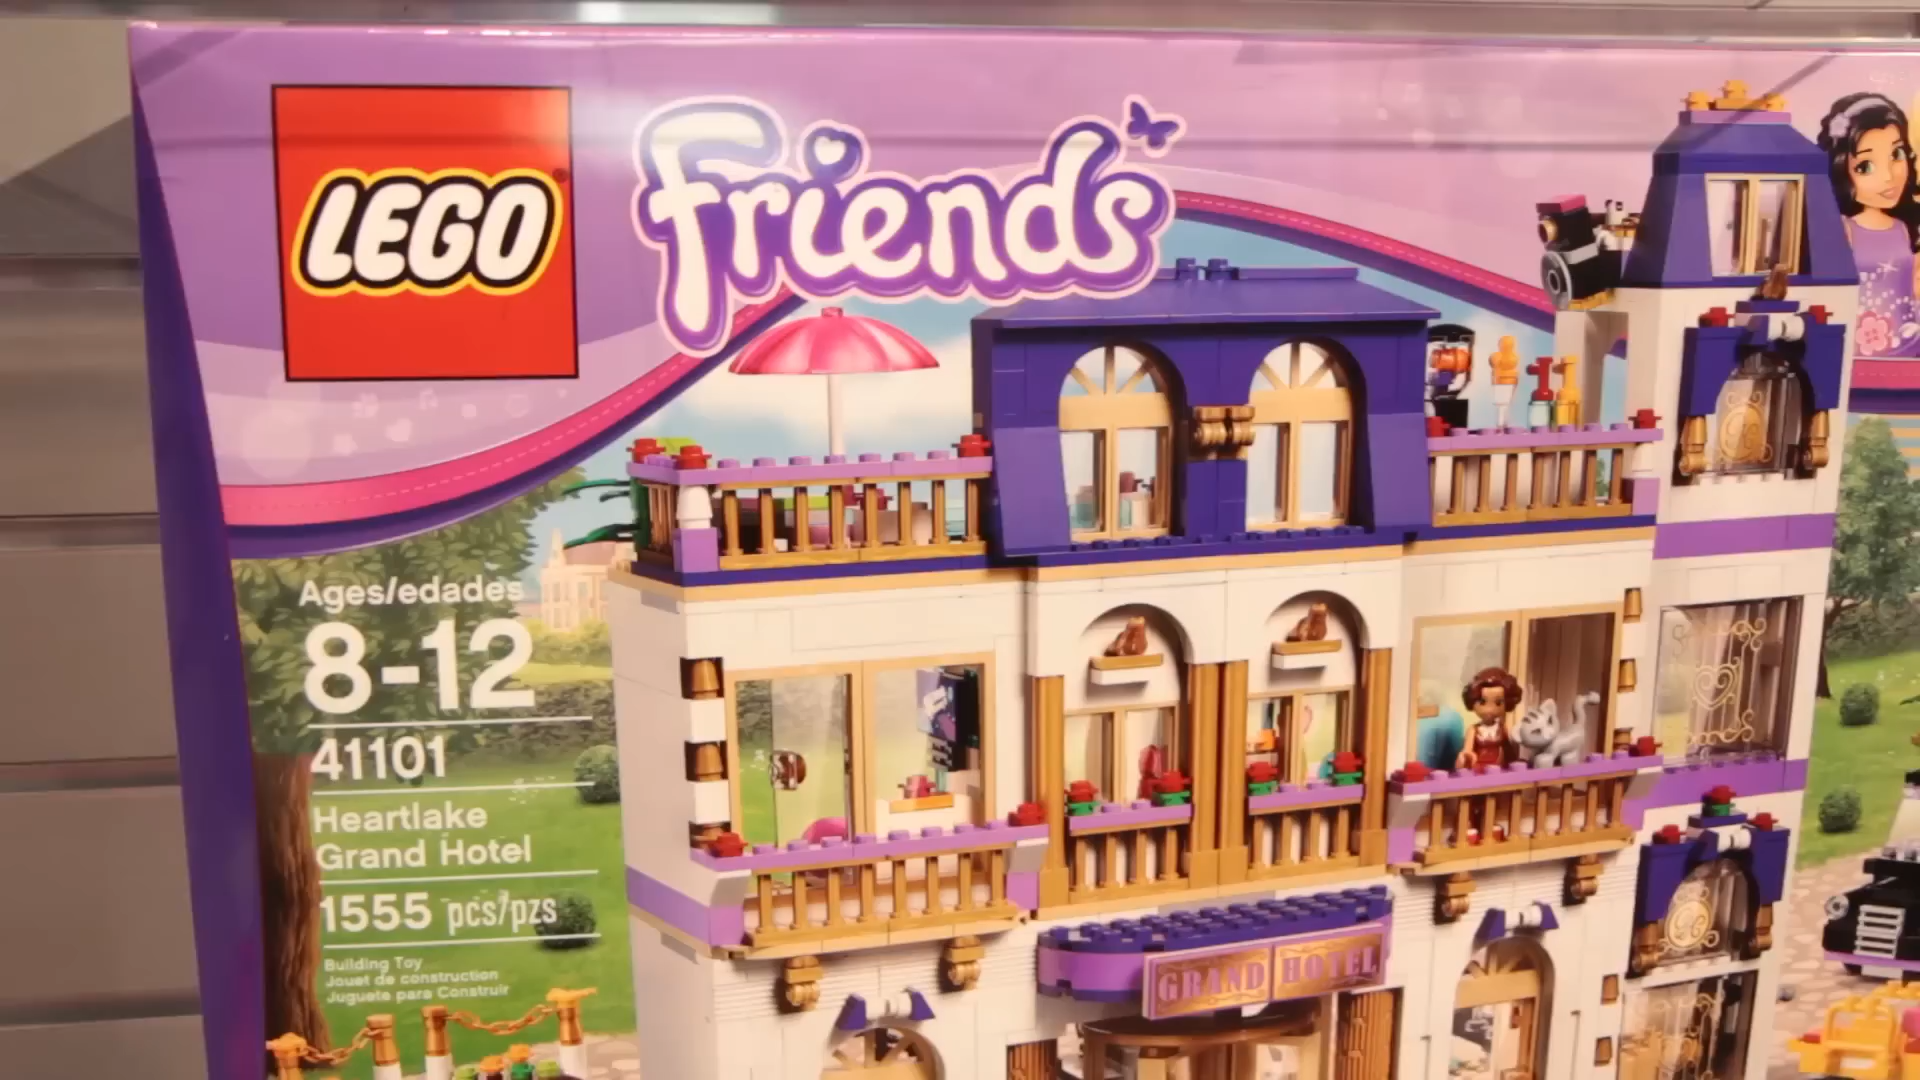 LEGO
friends
Ages/edades
8-12
41101
Heartlake
Grand Hotel
1555 pcs/pzs
Building Toy
Jouet de construction
Juguete para Construir
GRAND HOTEL